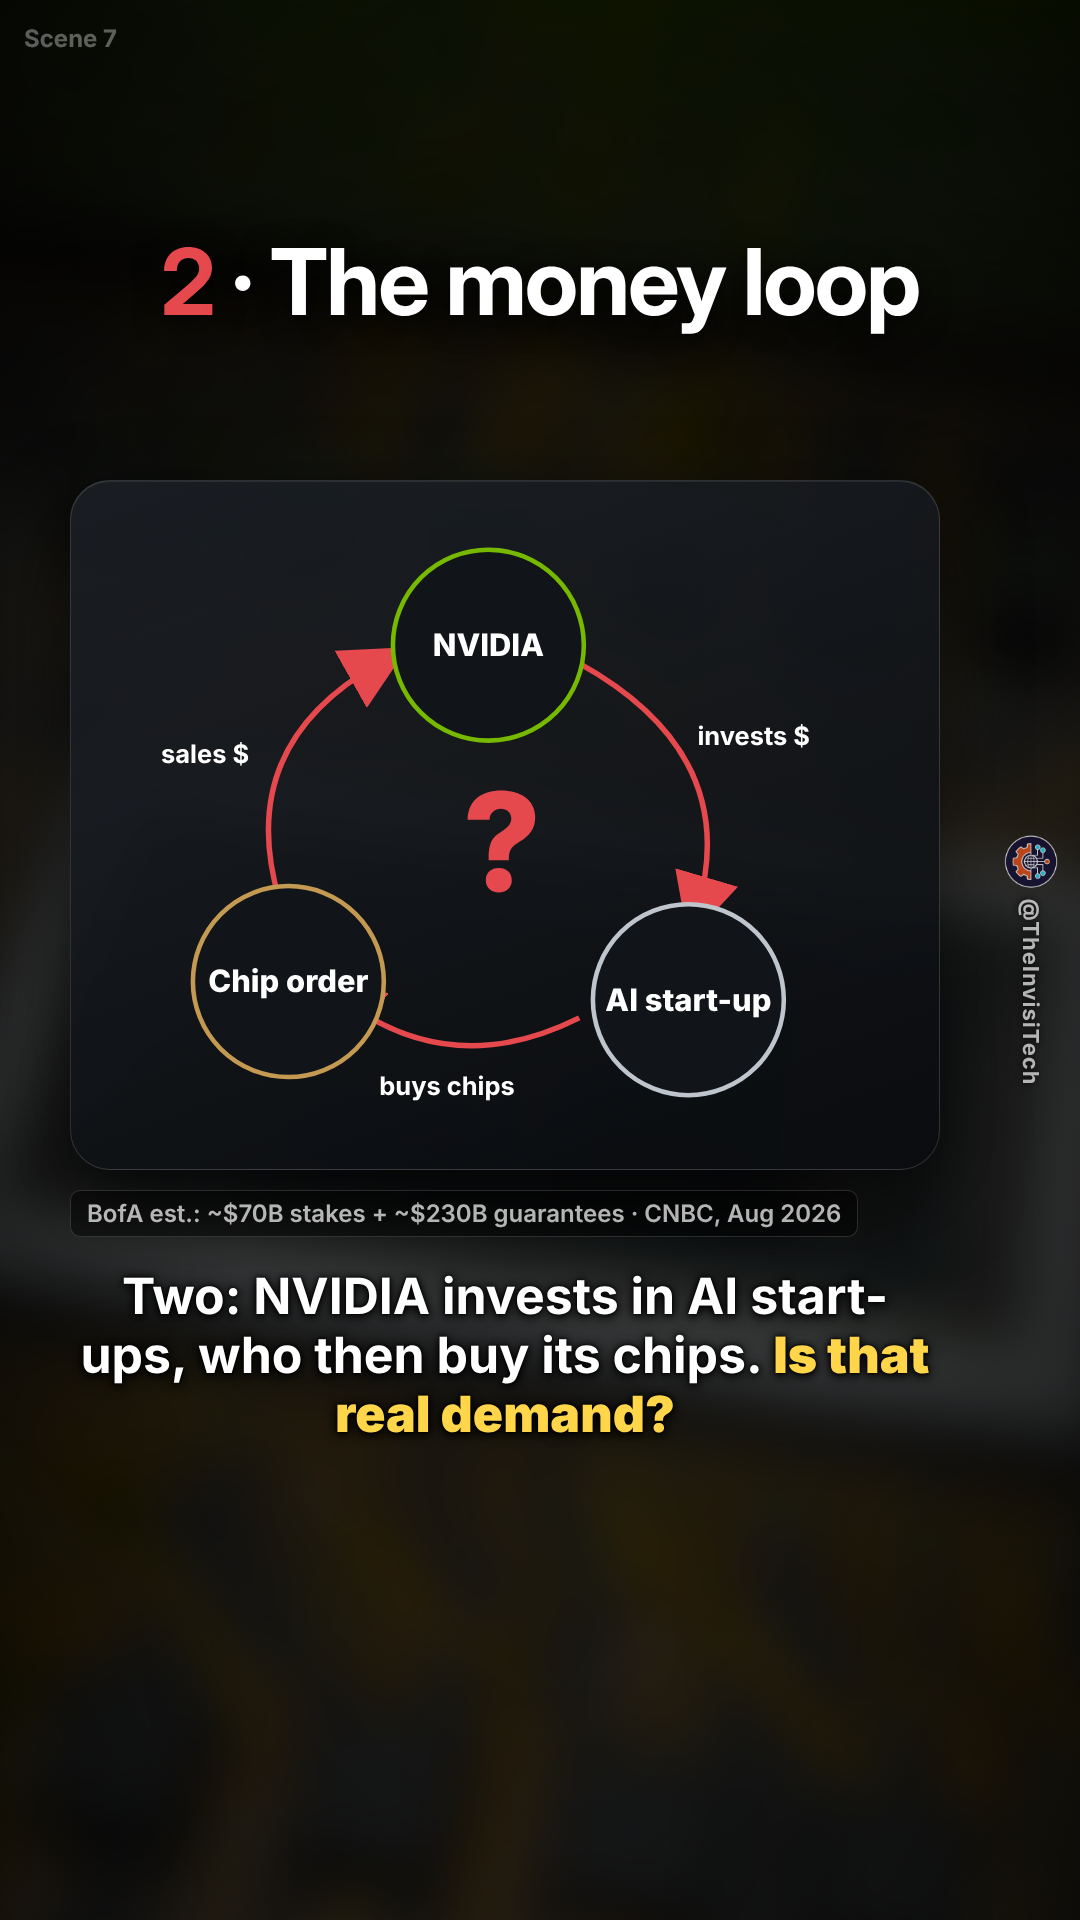 Scene 7
2 · The money loop
NVIDIA
sales $
invests $
?
Chip order
AI start-up
buys chips
@TheInvisiTech
BofA est.: ~$70B stakes + ~$230B guarantees · CNBC, Aug 2026
Two: NVIDIA invests in AI start-
ups, who then buy its chips. Is that
real demand?